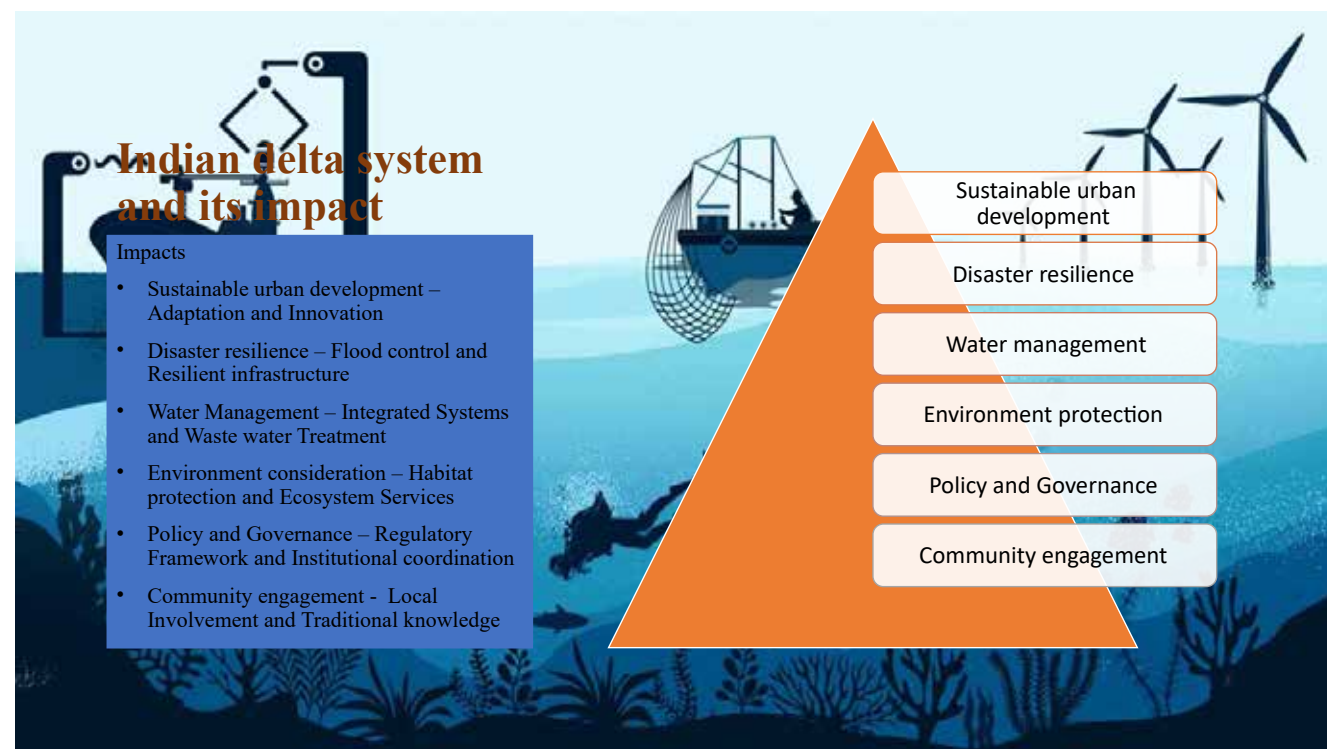 Indian delta system
and its impact
Impacts
• Sustainable urban development –
Adaptation and Innovation
• Disaster resilience – Flood control and
Resilient infrastructure
• Water Management – Integrated Systems
and Waste water Treatment
• Environment consideration – Habitat
protection and Ecosystem Services
• Policy and Governance – Regulatory
Framework and Institutional coordination
• Community engagement - Local
Involvement and Traditional knowledge
Sustainable urban
development
Disaster resilience
Water management
Environment protection
Policy and Governance
Community engagement